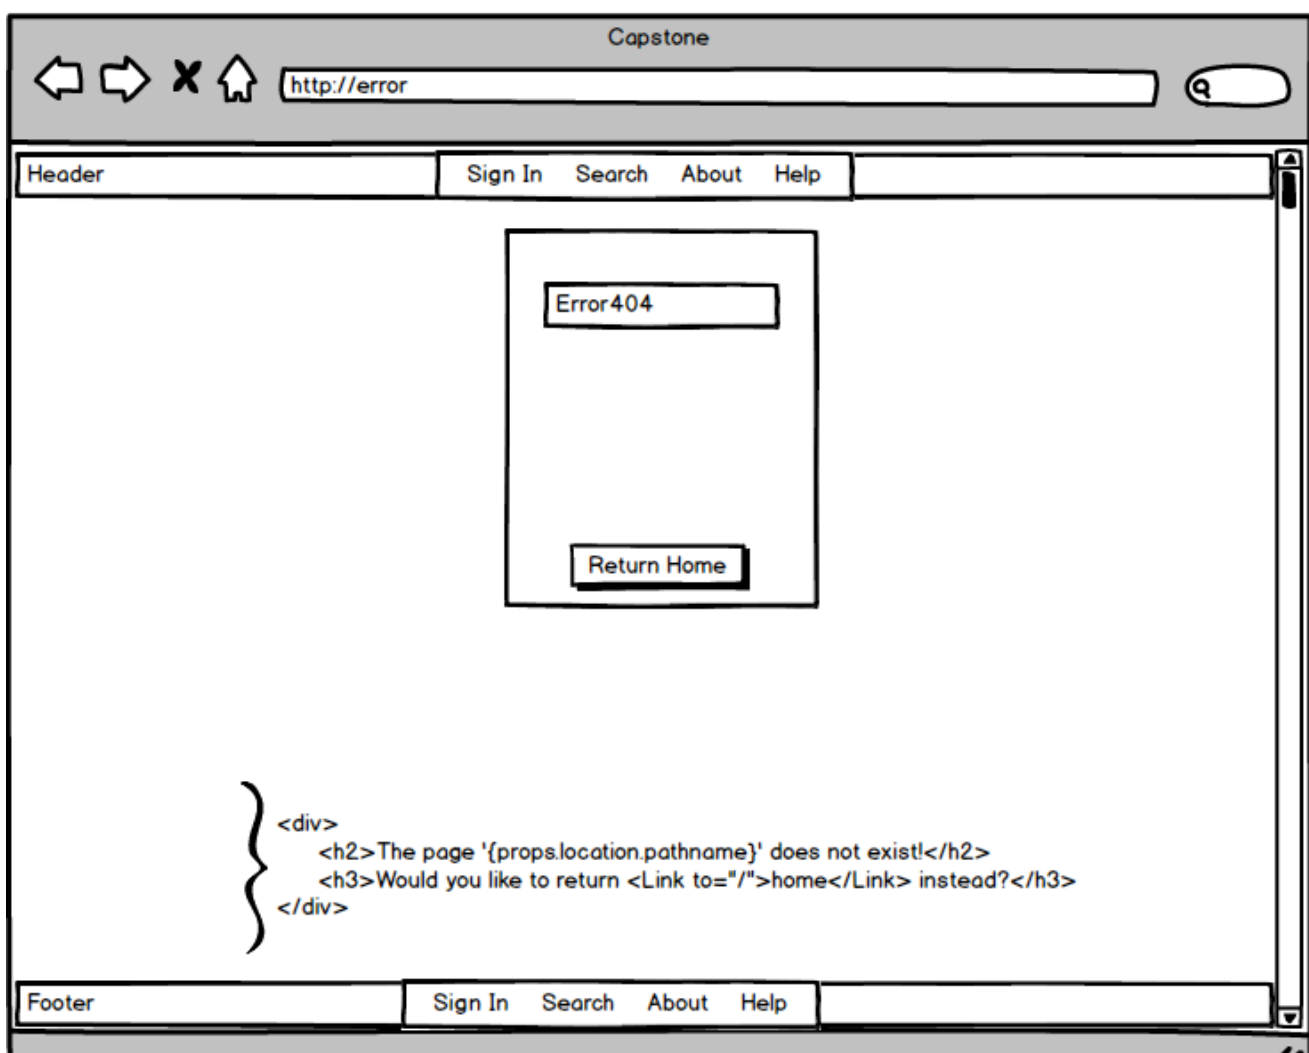 Capstone
http://error
Header
Sign In Search About Help
Error404
Return Home
<div>
<h2>The page '{props.location.pathname}' does not exist!</h2>
<h3>Would you like to return <Link to="/">home</Link> instead?</h3>
</div>
Footer
Sign In Search About Help